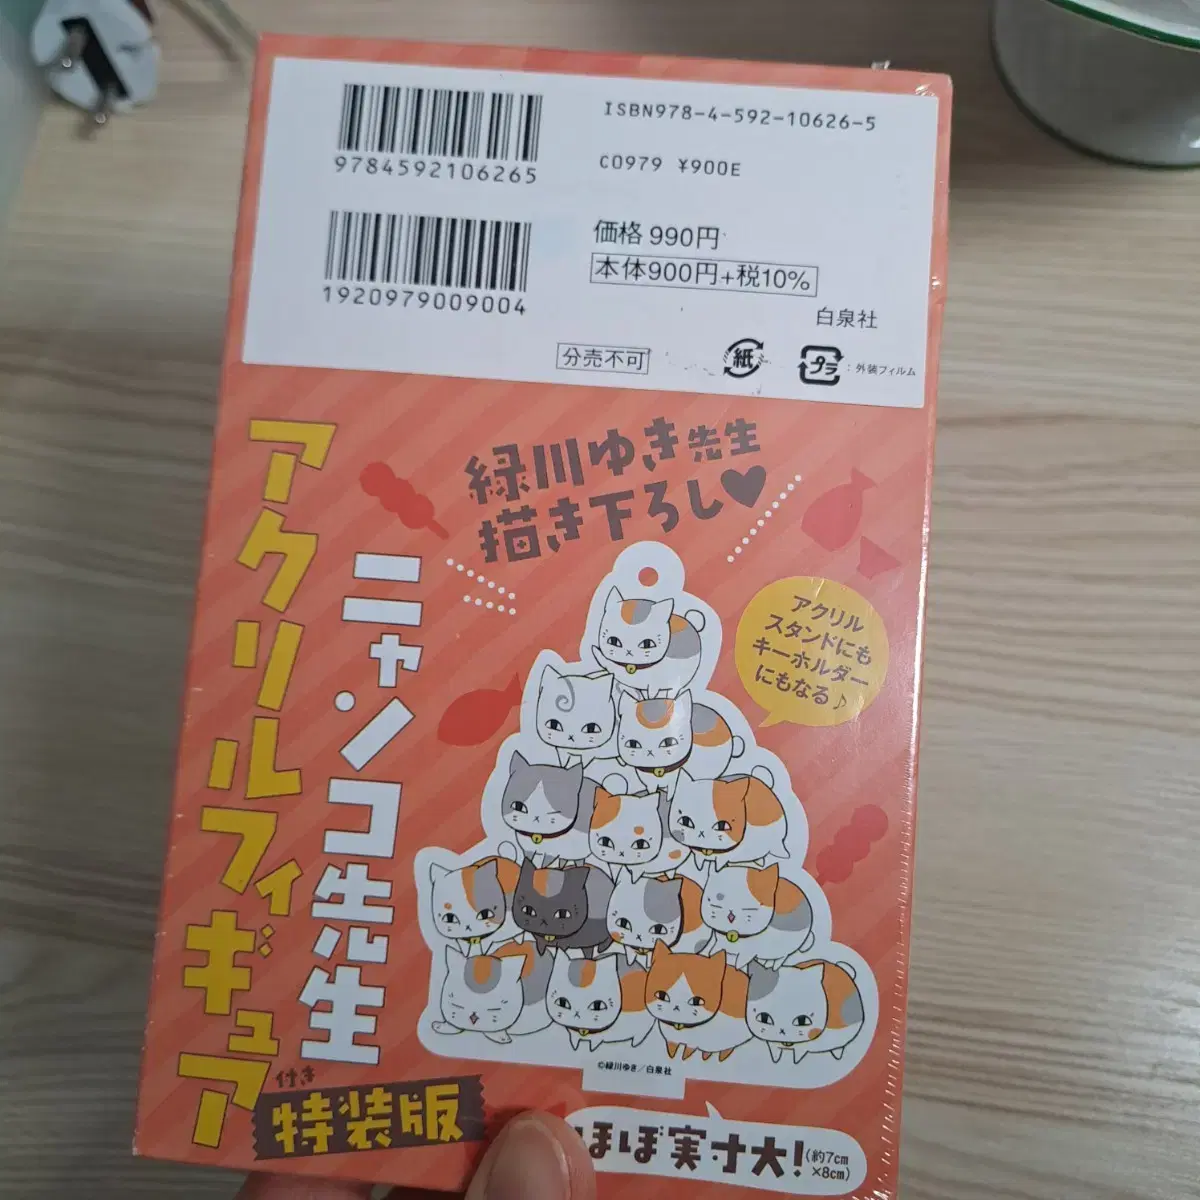 ISBN978-4-592-10626-5
9784592106265
C0979 ¥900E
価格 990円
本体900円+税10%
1920979009004
白泉社
分売不可
紙
プラ
:外装フィルム
緑川ゆき先生
描き下ろし♥
アクリルフィギュア
ニャンコ先生
付き
特装版
アクリル
スタンドにも
キーホルダー
にもなる♪
©緑川ゆき/白泉社
ほぼ実寸大!
(約7cm
×8cm)